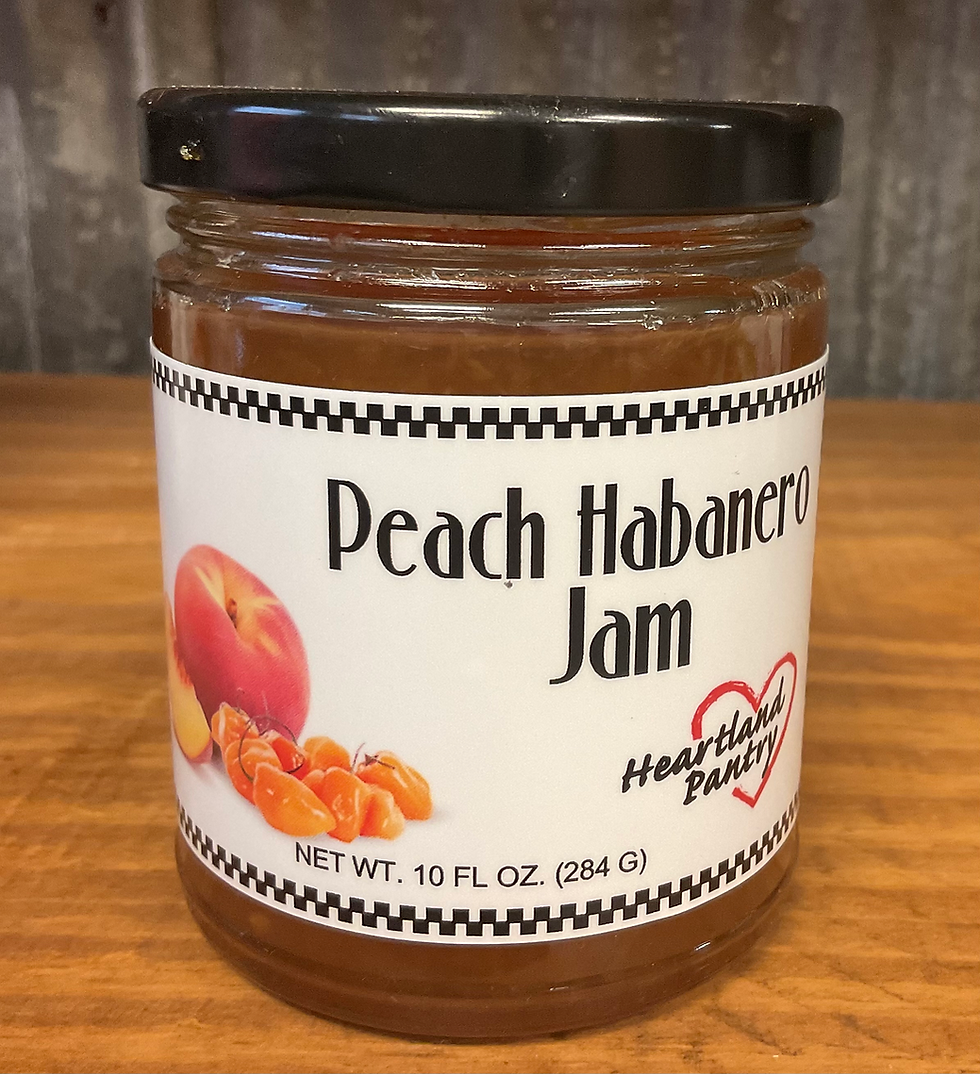 Peach Habanero
Jam
Heartland
Pantry
NET WT. 10 FL OZ. (284 G)